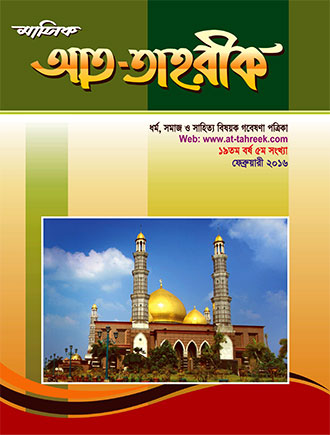 মাসিক
আত-তাহরীক
ধর্ম, সমাজ ও সাহিত্য বিষয়ক গবেষণা পত্রিকা
Web: www.at-tahreek.com
১৯তম বর্ষ ৫ম সংখ্যা
ফেব্রুয়ারী ২০১৬